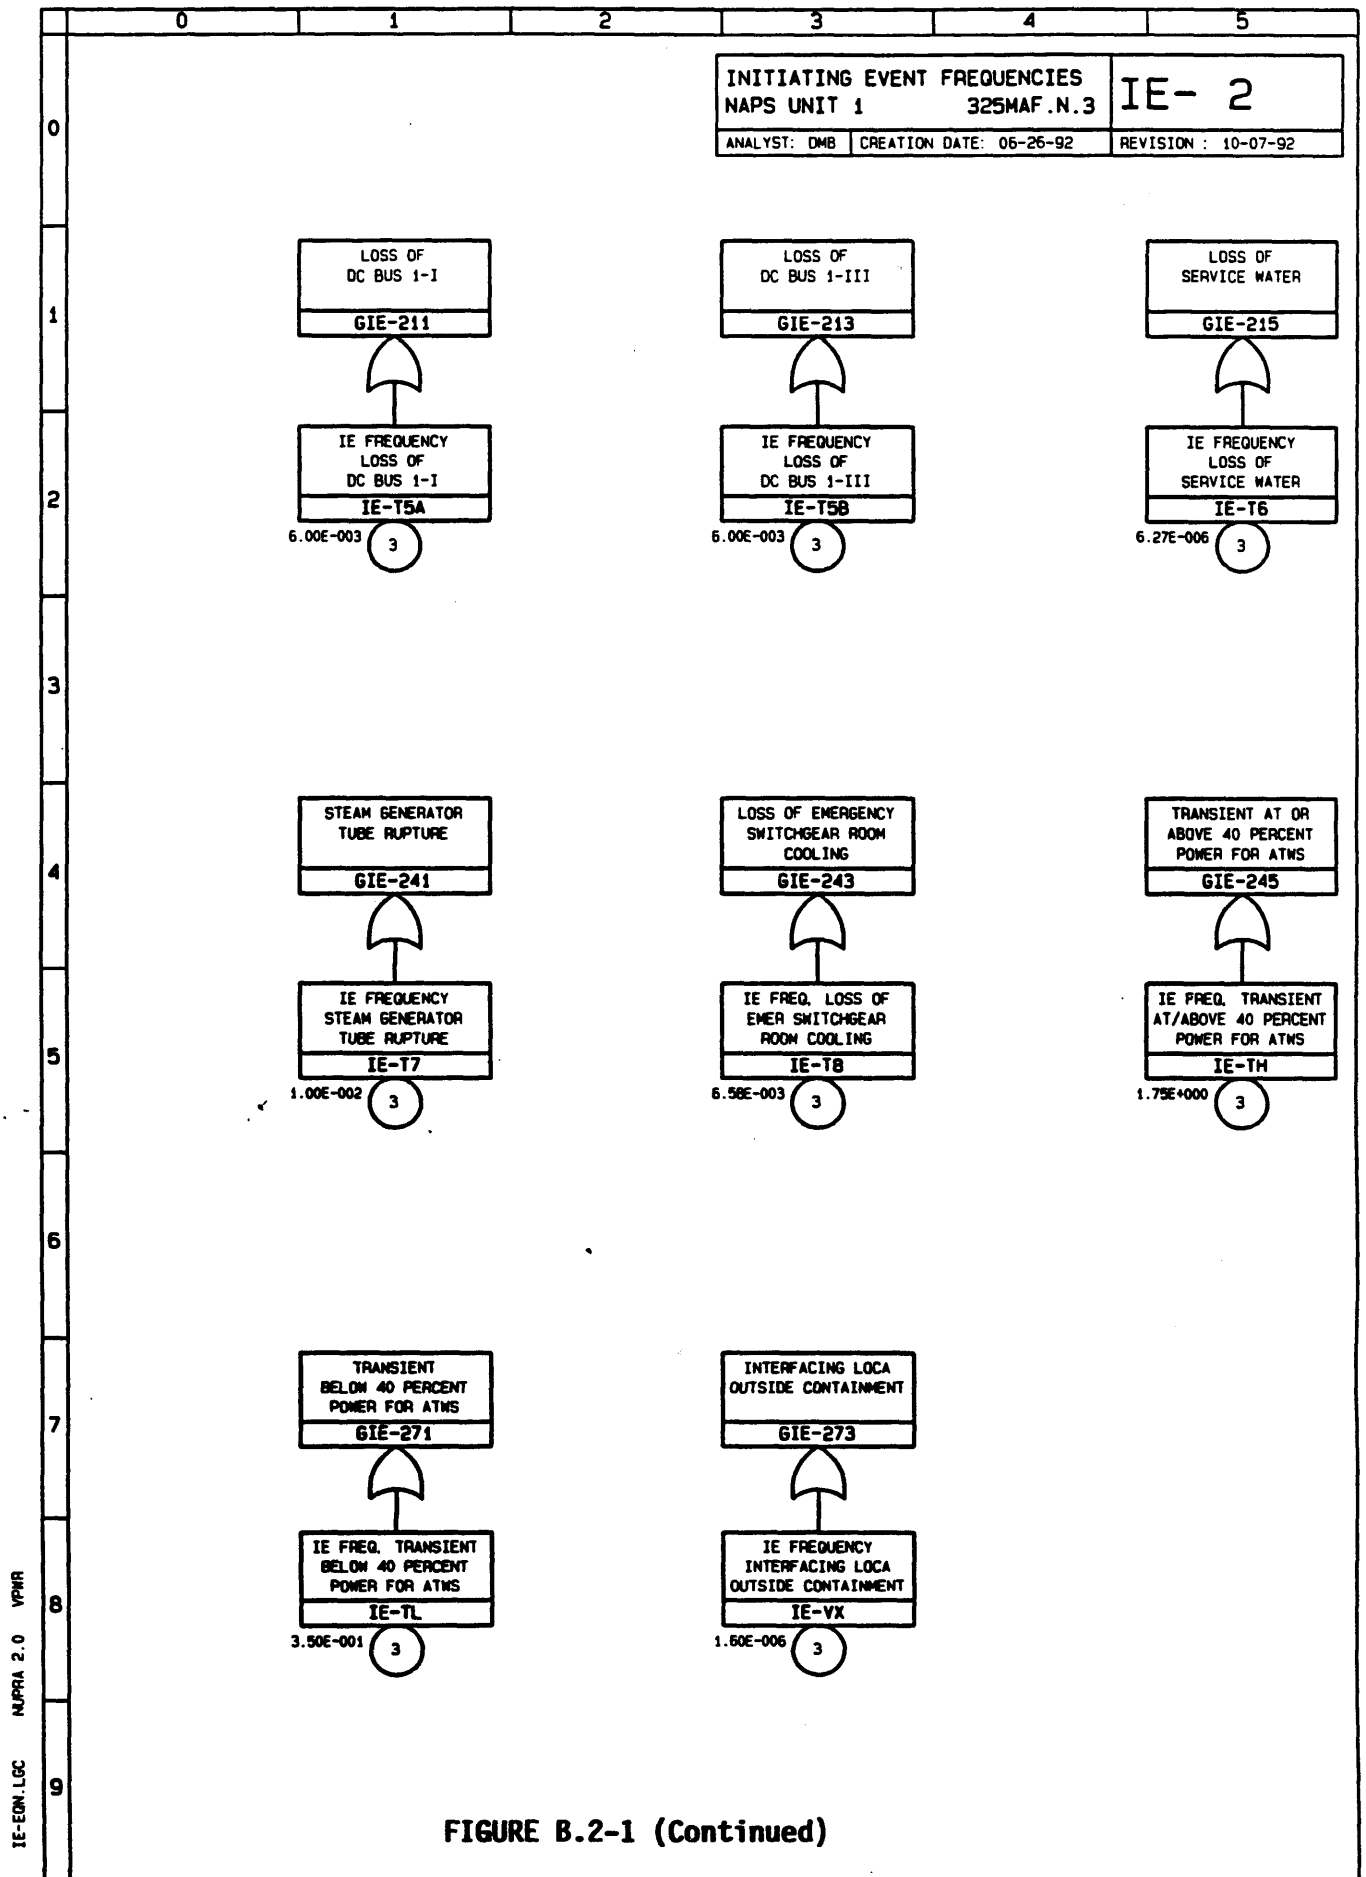 0 1 2 3 4 5
INITIATING EVENT FREQUENCIES
NAPS UNIT 1 325MAF.N.3
IE- 2
ANALYST: DMB CREATION DATE: 06-26-92 REVISION : 10-07-92
0
LOSS OF
DC BUS 1-I
GIE-211
LOSS OF
DC BUS 1-III
GIE-213
LOSS OF
SERVICE WATER
GIE-215
1
IE FREQUENCY
LOSS OF
DC BUS 1-I
IE-T5A
6.00E-003 3
IE FREQUENCY
LOSS OF
DC BUS 1-III
IE-T5B
6.00E-003 3
IE FREQUENCY
LOSS OF
SERVICE WATER
IE-T6
6.27E-006 3
2
3
STEAM GENERATOR
TUBE RUPTURE
GIE-241
LOSS OF EMERGENCY
SWITCHGEAR ROOM
COOLING
GIE-243
TRANSIENT AT OR
ABOVE 40 PERCENT
POWER FOR ATWS
GIE-245
4
IE FREQUENCY
STEAM GENERATOR
TUBE RUPTURE
IE-T7
1.00E-002 3
IE FREQ. LOSS OF
EMER SWITCHGEAR
ROOM COOLING
IE-T8
6.58E-003 3
IE FREQ. TRANSIENT
AT/ABOVE 40 PERCENT
POWER FOR ATWS
IE-TH
1.75E+000 3
5
6
TRANSIENT
BELOW 40 PERCENT
POWER FOR ATWS
GIE-271
INTERFACING LOCA
OUTSIDE CONTAINMENT
GIE-273
7
IE FREQ. TRANSIENT
BELOW 40 PERCENT
POWER FOR ATWS
IE-TL
3.50E-001 3
IE FREQUENCY
INTERFACING LOCA
OUTSIDE CONTAINMENT
IE-VX
1.60E-006 3
8
9
IE-EQN.LGC NUPRA 2.0 VPWR
FIGURE B.2-1 (Continued)